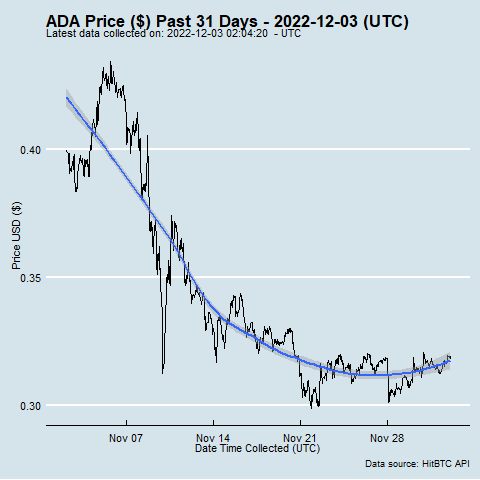 ADA Price ($) Past 31 Days - 2022-12-03 (UTC)
Latest data collected on: 2022-12-03 02:04:20 - UTC
Price USD ($)
0.40
0.35
0.30
Nov 07
Nov 14
Nov 21
Nov 28
Date Time Collected (UTC)
Data source: HitBTC API